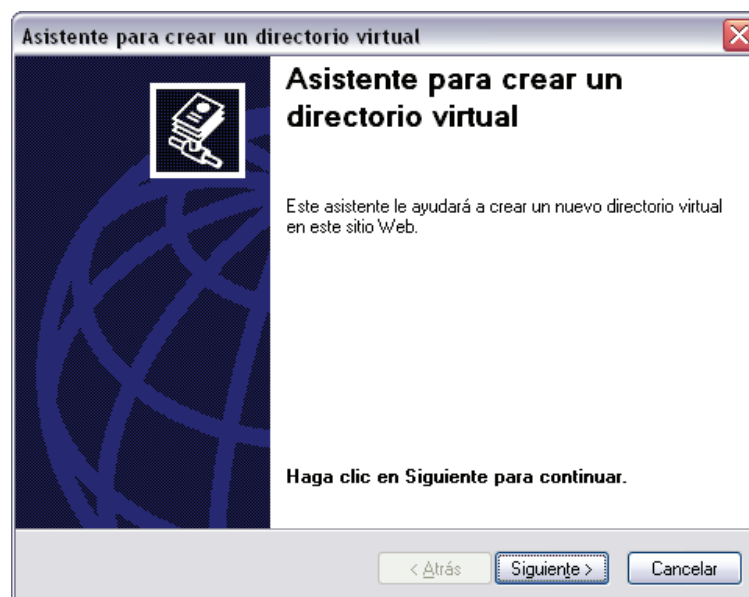 Asistente para crear un directorio virtual
Asistente para crear un
directorio virtual
Este asistente le ayudará a crear un nuevo directorio virtual
en este sitio Web.
Haga clic en Siguiente para continuar.
< Atrás
Siguiente >
Cancelar